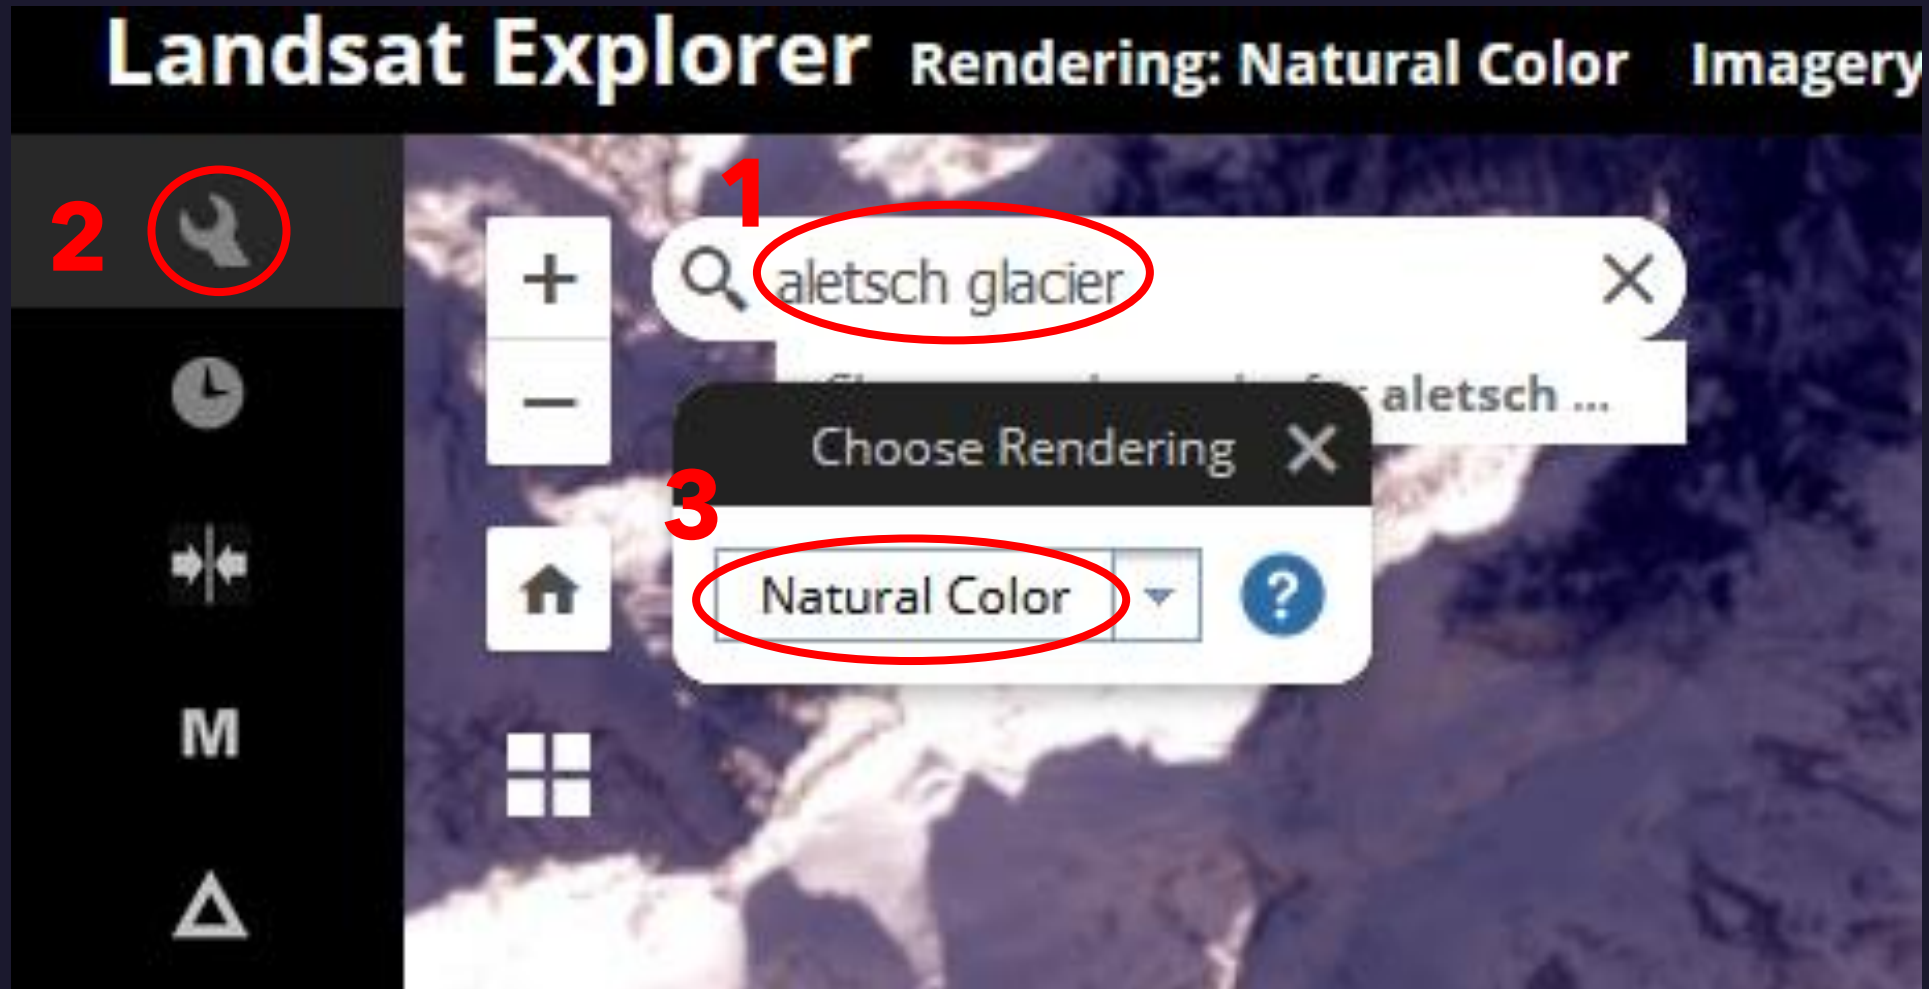 Landsat Explorer Rendering: Natural Color Imagery
1
2
aletsch glacier
aletsch ...
Choose Rendering
3
Natural Color
?
M